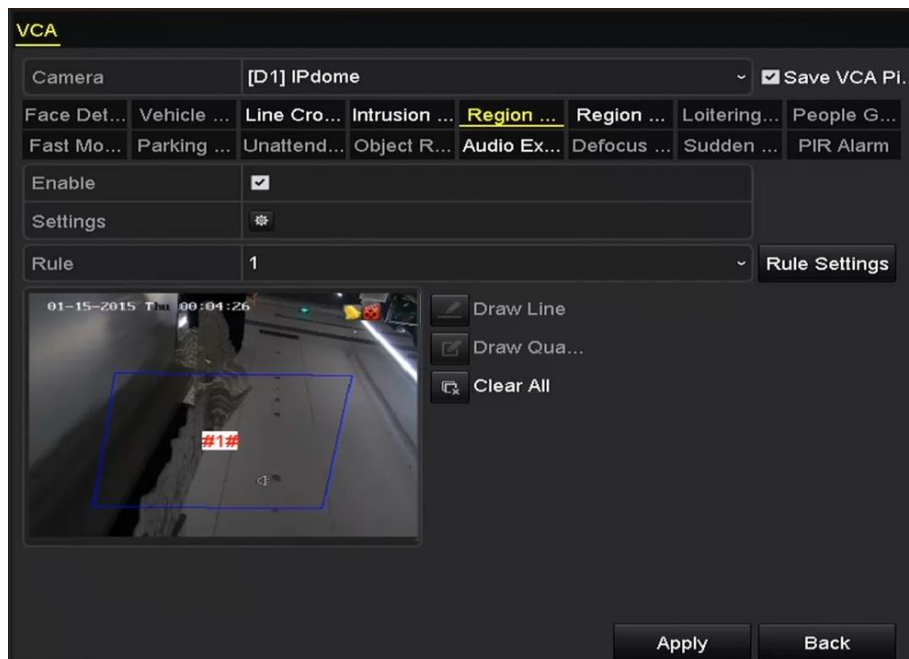 VCA
Camera [D1] IPdome Save VCA Pi..
Face Det... Vehicle ... Line Cro... Intrusion ... Region ... Region ... Loitering... People G...
Fast Mo... Parking ... Unattend... Object R... Audio Ex... Defocus ... Sudden ... PIR Alarm
Enable
Settings
Rule 1 Rule Settings
01-15-2015 Thu 00:04:26
#1#
Draw Line
Draw Qua...
Clear All
Apply Back